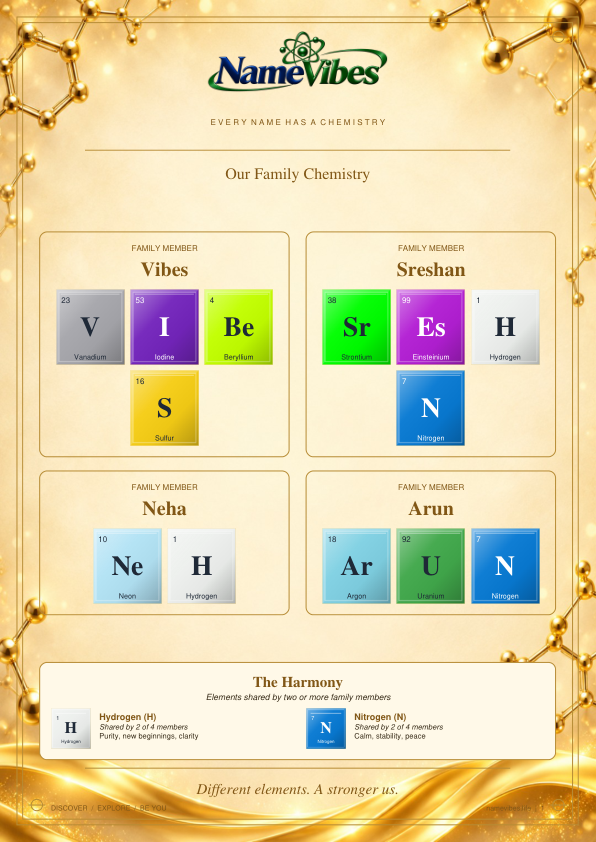 NameVibes
EVERY NAME HAS A CHEMISTRY
Our Family Chemistry
FAMILY MEMBER
Vibes
23
V
Vanadium
53
I
Iodine
4
Be
Beryllium
16
S
Sulfur
FAMILY MEMBER
Sreshan
38
Sr
Strontium
99
Es
Einsteinium
1
H
Hydrogen
7
N
Nitrogen
FAMILY MEMBER
Neha
10
Ne
Neon
1
H
Hydrogen
FAMILY MEMBER
Arun
18
Ar
Argon
92
U
Uranium
7
N
Nitrogen
The Harmony
Elements shared by two or more family members
1
H
Hydrogen
Hydrogen (H)
Shared by 2 of 4 members
Purity, new beginnings, clarity
7
N
Nitrogen
Nitrogen (N)
Shared by 2 of 4 members
Calm, stability, peace
Different elements. A stronger us.
DISCOVER / EXPLORE / BE YOU